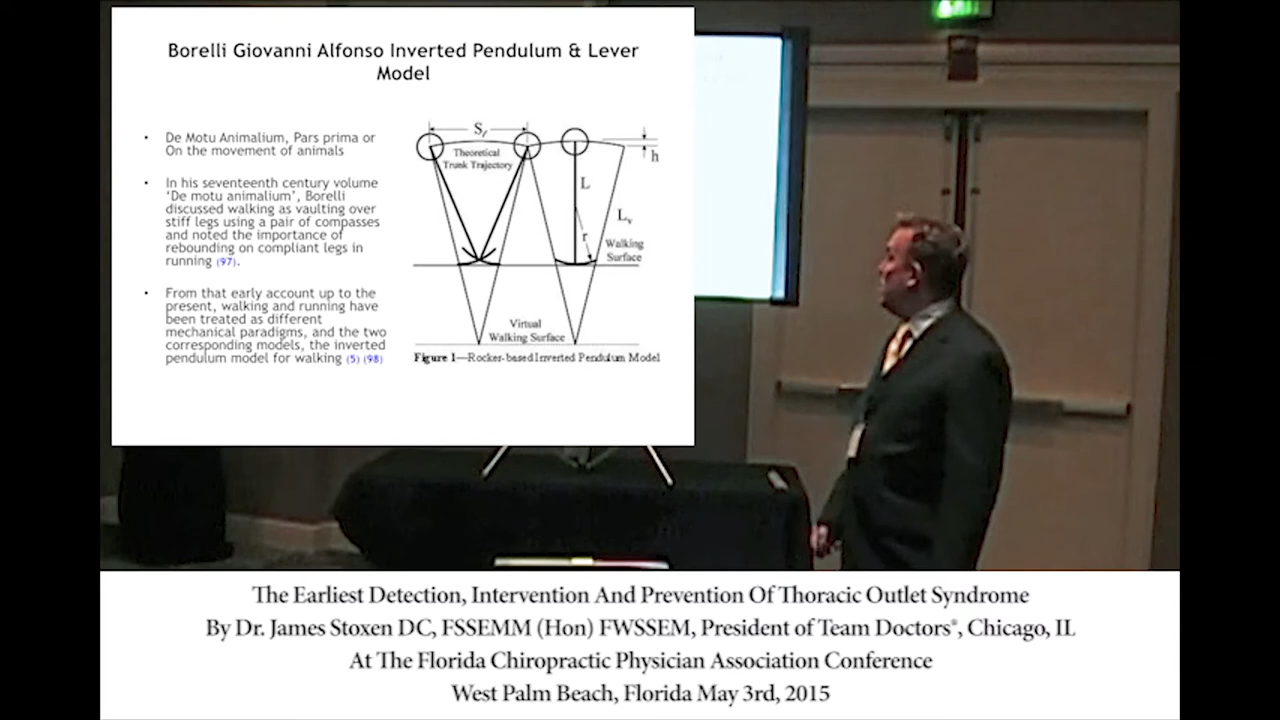 Borelli Giovanni Alfonso Inverted Pendulum & Lever
Model
• De Motu Animalium, Pars prima or
On the movement of animals
• In his seventeenth century volume
‘De motu animalium’, Borelli
discussed walking as vaulting over
stiff legs using a pair of compasses
and noted the importance of
rebounding on compliant legs in
running (97).
• From that early account up to the
present, walking and running have
been treated as different
mechanical paradigms, and the two
corresponding models, the inverted
pendulum model for walking (5) (98)
Sf
Theoretical
Trunk Trajectory
h
L
Lv
r
Walking
Surface
Virtual
Walking Surface
Figure 1—Rocker-based Inverted Pendulum Model
The Earliest Detection, Intervention And Prevention Of Thoracic Outlet Syndrome
By Dr. James Stoxen DC, FSSEMM (Hon) FWSSEM, President of Team Doctors®, Chicago, IL
At The Florida Chiropractic Physician Association Conference
West Palm Beach, Florida May 3rd, 2015